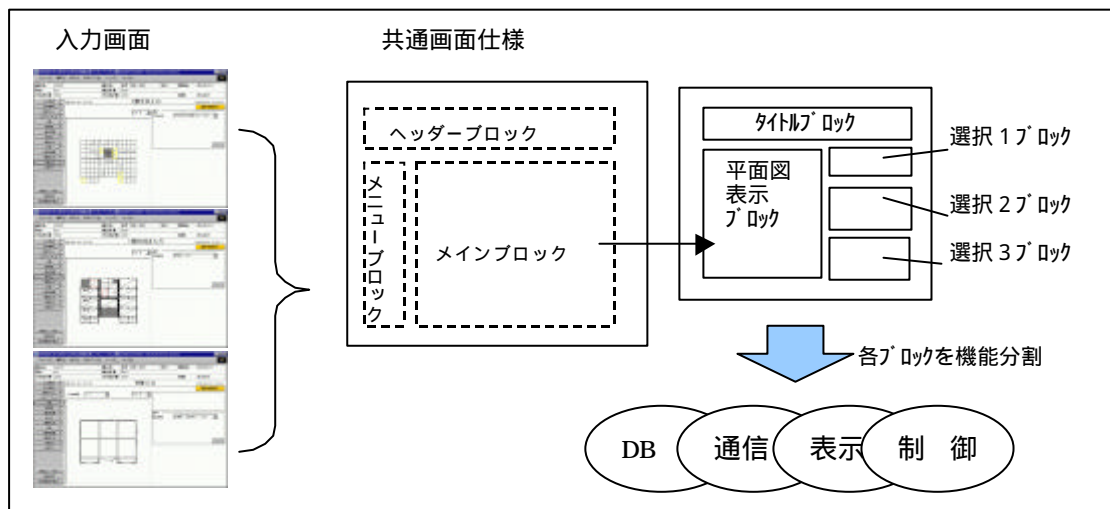 入力画面
共通画面仕様
ヘッダーブロック
メニューブロック
メインブロック
ﾀｲﾄﾙﾌﾞﾛｯｸ
平面図
表示
ﾌﾞﾛｯｸ
選択1ﾌﾞﾛｯｸ
選択2ﾌﾞﾛｯｸ
選択3ﾌﾞﾛｯｸ
各ﾌﾞﾛｯｸを機能分割
DB
通信
表示
制 御